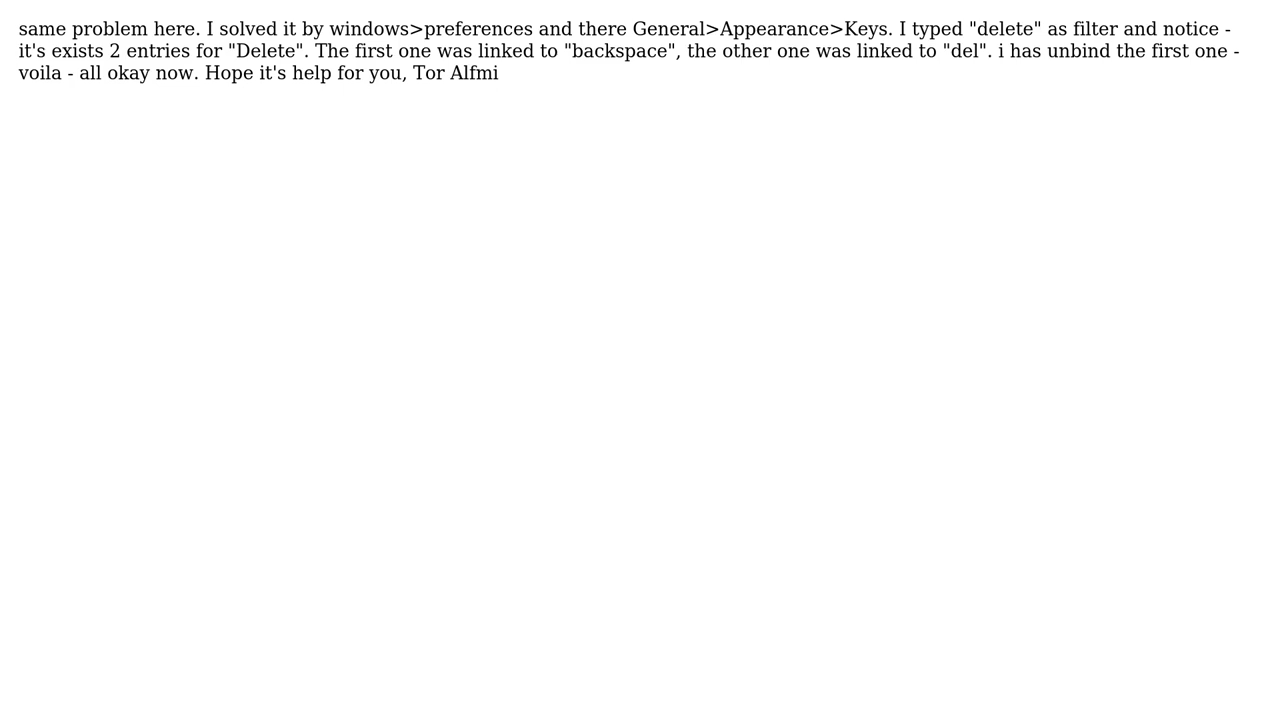 same problem here. I solved it by windows>preferences and there General>Appearance>Keys. I typed "delete" as filter and notice -
it's exists 2 entries for "Delete". The first one was linked to "backspace", the other one was linked to "del". i has unbind the first one -
voila - all okay now. Hope it's help for you, Tor Alfmi